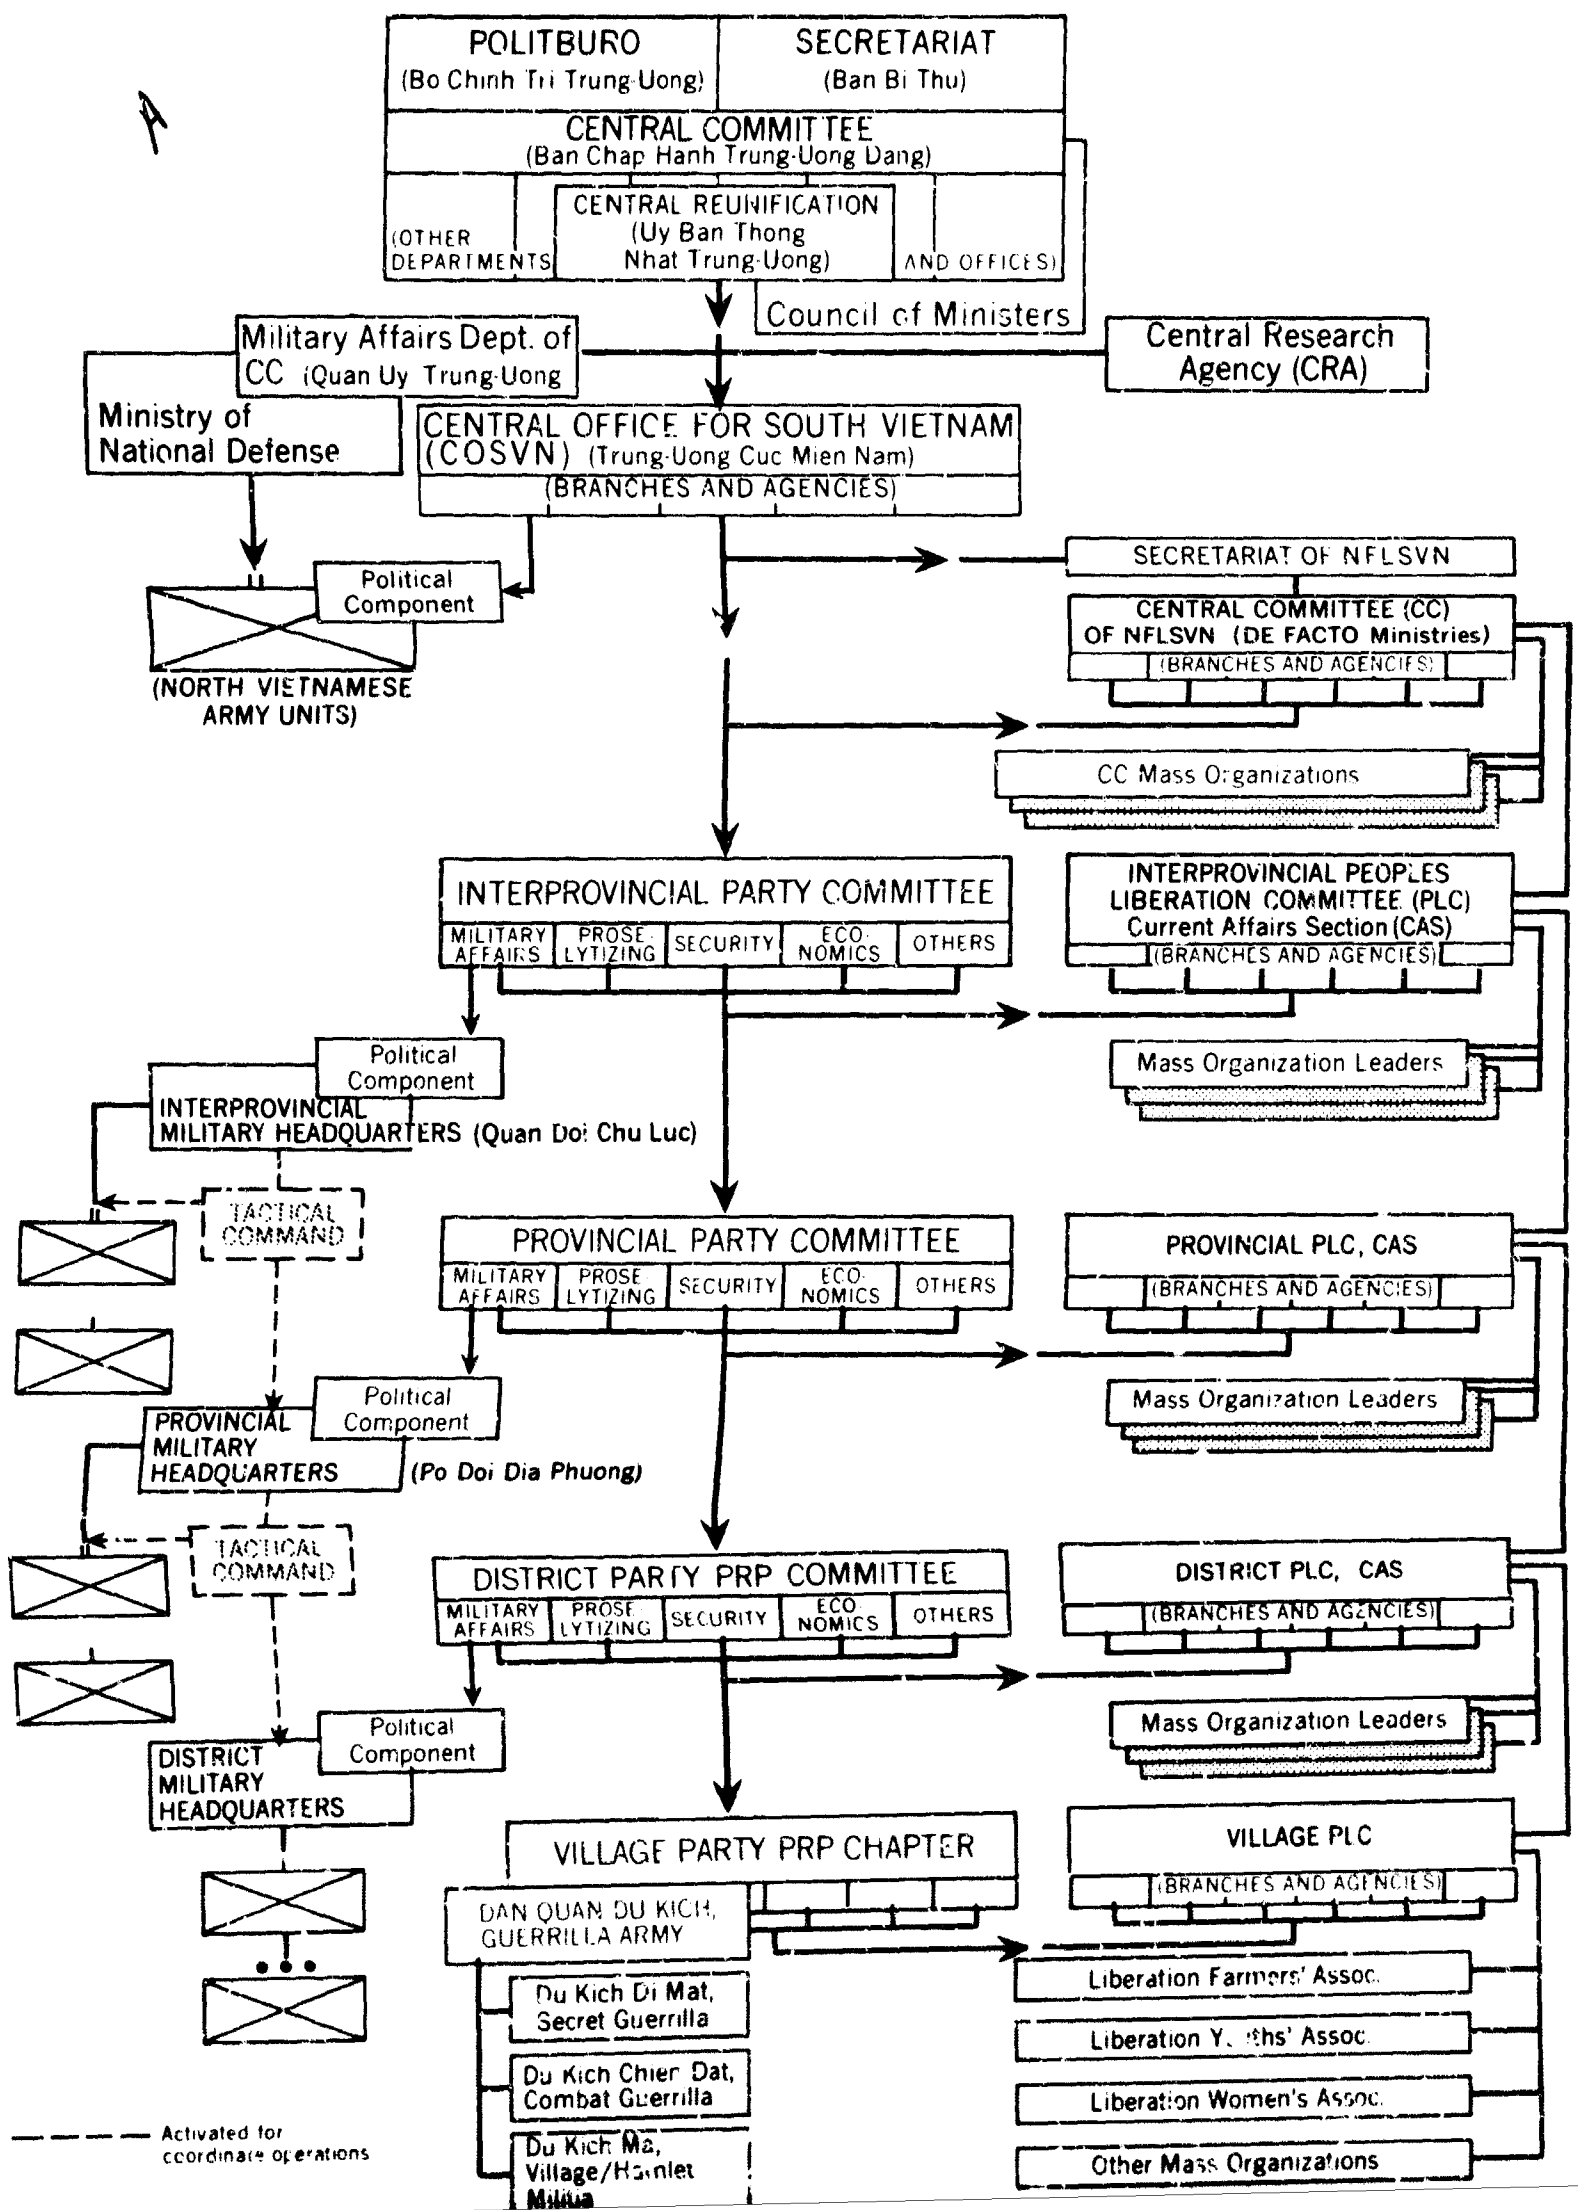 A
POLITBURO
(Bo Chinh Tri Trung-Uong)
SECRETARIAT
(Ban Bi Thu)
CENTRAL COMMITTEE
(Ban Chap Hanh Trung-Uong Dang)
(OTHER
DEPARTMENTS
CENTRAL REUNIFICATION
(Uy Ban Thong
Nhat Trung-Uong)
AND OFFICES)
Council of Ministers
Military Affairs Dept. of
CC (Quan Uy Trung-Uong
Central Research
Agency (CRA)
Ministry of
National Defense
CENTRAL OFFICE FOR SOUTH VIETNAM
(COSVN) (Trung-Uong Cuc Mien Nam)
(BRANCHES AND AGENCIES)
Political
Component
(NORTH VIETNAMESE
ARMY UNITS)
SECRETARIAT OF NFLSVN
CENTRAL COMMITTEE (CC)
OF NFLSVN (DE FACTO Ministries)
(BRANCHES AND AGENCIES)
CC Mass Organizations
INTERPROVINCIAL PARTY COMMITTEE
MILITARY
AFFAIRS
PROSE-
LYTIZING
SECURITY
ECO-
NOMICS
OTHERS
INTERPROVINCIAL PEOPLES
LIBERATION COMMITTEE (PLC)
Current Affairs Section (CAS)
(BRANCHES AND AGENCIES)
Political
Component
INTERPROVINCIAL
MILITARY HEADQUARTERS (Quan Doi Chu Luc)
Mass Organization Leaders
TACTICAL
COMMAND
PROVINCIAL PARTY COMMITTEE
MILITARY
AFFAIRS
PROSE-
LYTIZING
SECURITY
ECO-
NOMICS
OTHERS
PROVINCIAL PLC, CAS
(BRANCHES AND AGENCIES)
Political
Component
PROVINCIAL
MILITARY
HEADQUARTERS
(Po Doi Dia Phuong)
Mass Organization Leaders
TACTICAL
COMMAND
DISTRICT PARTY PRP COMMITTEE
MILITARY
AFFAIRS
PROSE
LYTIZING
SECURITY
ECO
NOMICS
OTHERS
DISTRICT PLC, CAS
(BRANCHES AND AGENCIES)
Political
Component
DISTRICT
MILITARY
HEADQUARTERS
Mass Organization Leaders
VILLAGE PARTY PRP CHAPTER
DAN QUAN DU KICH,
GUERRILLA ARMY
VILLAGE PLC
(BRANCHES AND AGENCIES)
Du Kich Di Mat,
Secret Guerrilla
Du Kich Chien Dat,
Combat Guerrilla
Du Kich Ma,
Village/Hamlet
Militia
Liberation Farmers' Assoc.
Liberation Assoc.
Liberation Women's Assoc.
Other Mass Organizations
Activated for
coordinate operations